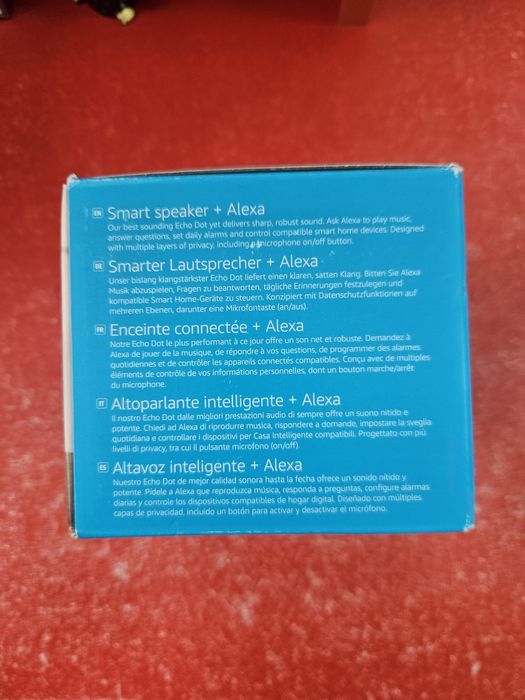 EN Smart speaker + Alexa
Our best sounding Echo Dot yet delivers sharp, robust sound. Ask Alexa to play music,
answer questions, set daily alarms and control compatible smart home devices. Designed
with multiple layers of privacy, including microphone on/off button.
DE Smarter Lautsprecher + Alexa
Unser bislang klangstärkster Echo Dot liefert einen klaren, satten Klang. Bitten Sie Alexa
Musik abzuspielen, Fragen zu beantworten, tägliche Erinnerungen festzulegen und
kompatible Smart Home-Geräte zu steuern. Konzipiert mit Datenschutzfunktionen auf
mehreren Ebenen, darunter eine Mikrofontaste (an/aus).
FR Enceinte connectée + Alexa
Notre Echo Dot le plus performant à ce jour offre un son net et robuste. Demandez à
Alexa de jouer de la musique, de répondre à vos questions, de programmer des alarmes
quotidiennes et de contrôler les appareils connectés compatibles. Conçu avec de multiples
éléments de contrôle de vos informations personnelles, dont un bouton marche/arrêt
du microphone.
IT Altoparlante intelligente + Alexa
Il nostro Echo Dot dalle migliori prestazioni audio di sempre offre un suono nitido e
potente. Chiedi ad Alexa di riprodurre musica, rispondere a domande, impostare la sveglia
quotidiana e controllare i dispositivi per Casa Intelligente compatibili. Progettato con più
livelli di privacy, tra cui il pulsante microfono (on/off).
ES Altavoz inteligente + Alexa
Nuestro Echo Dot de mejor calidad sonora hasta la fecha ofrece un sonido nítido y
potente. Pídele a Alexa que reproduzca música, responda a preguntas, configure alarmas
diarias y controle los dispositivos compatibles de hogar digital. Diseñado con múltiples
capas de privacidad, incluido un botón para activar y desactivar el micrófono.